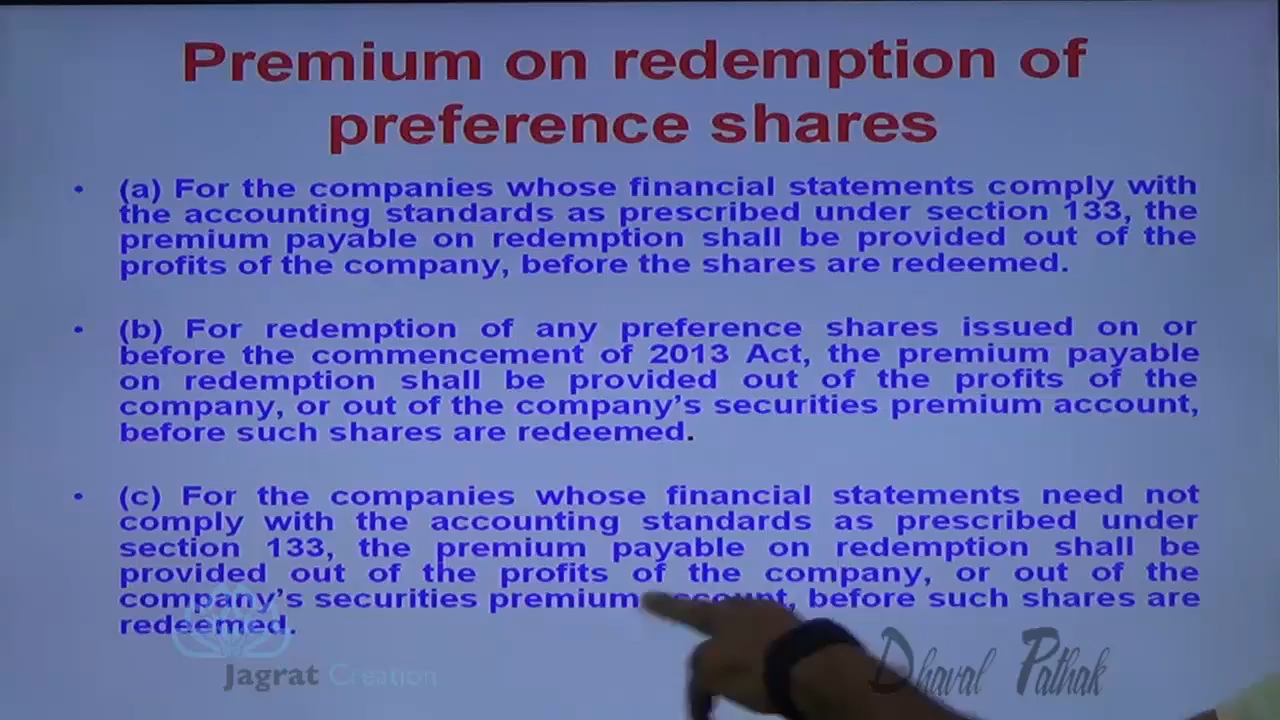 Premium on redemption of
preference shares
• (a) For the companies whose financial statements comply with
the accounting standards as prescribed under section 133, the
premium payable on redemption shall be provided out of the
profits of the company, before the shares are redeemed.
• (b) For redemption of any preference shares issued on or
before the commencement of 2013 Act, the premium payable
on redemption shall be provided out of the profits of the
company, or out of the company's securities premium account,
before such shares are redeemed.
• (c) For the companies whose financial statements need not
comply with the accounting standards as prescribed under
section 133, the premium payable on redemption shall be
provided out of the profits of the company, or out of the
company's securities premium account, before such shares are
redeemed.
Jagrat Creation
Dhaval Pathak